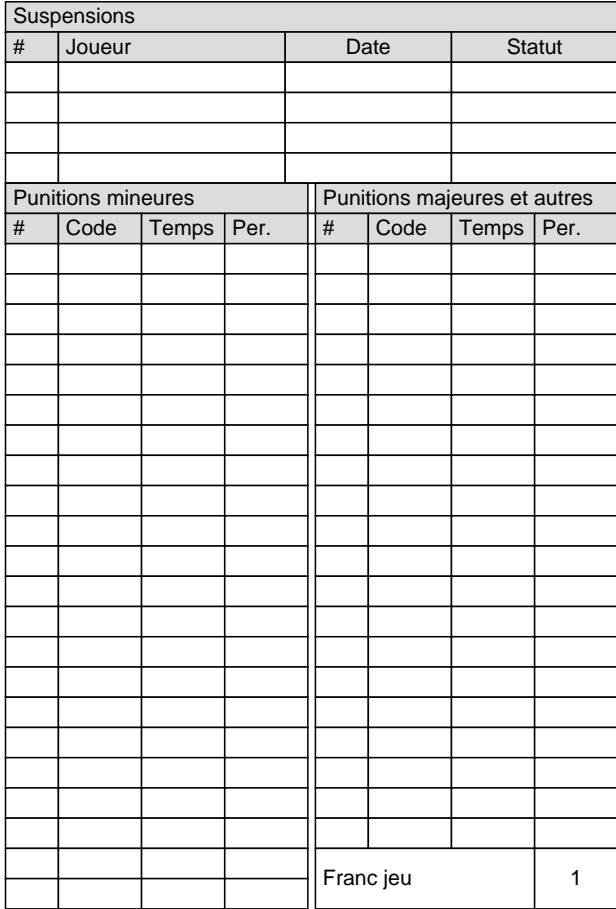 Suspensions
# Joueur Date Statut
Punitions mineures Punitions majeures et autres
# Code Temps Per. # Code Temps Per.
Franc jeu 1